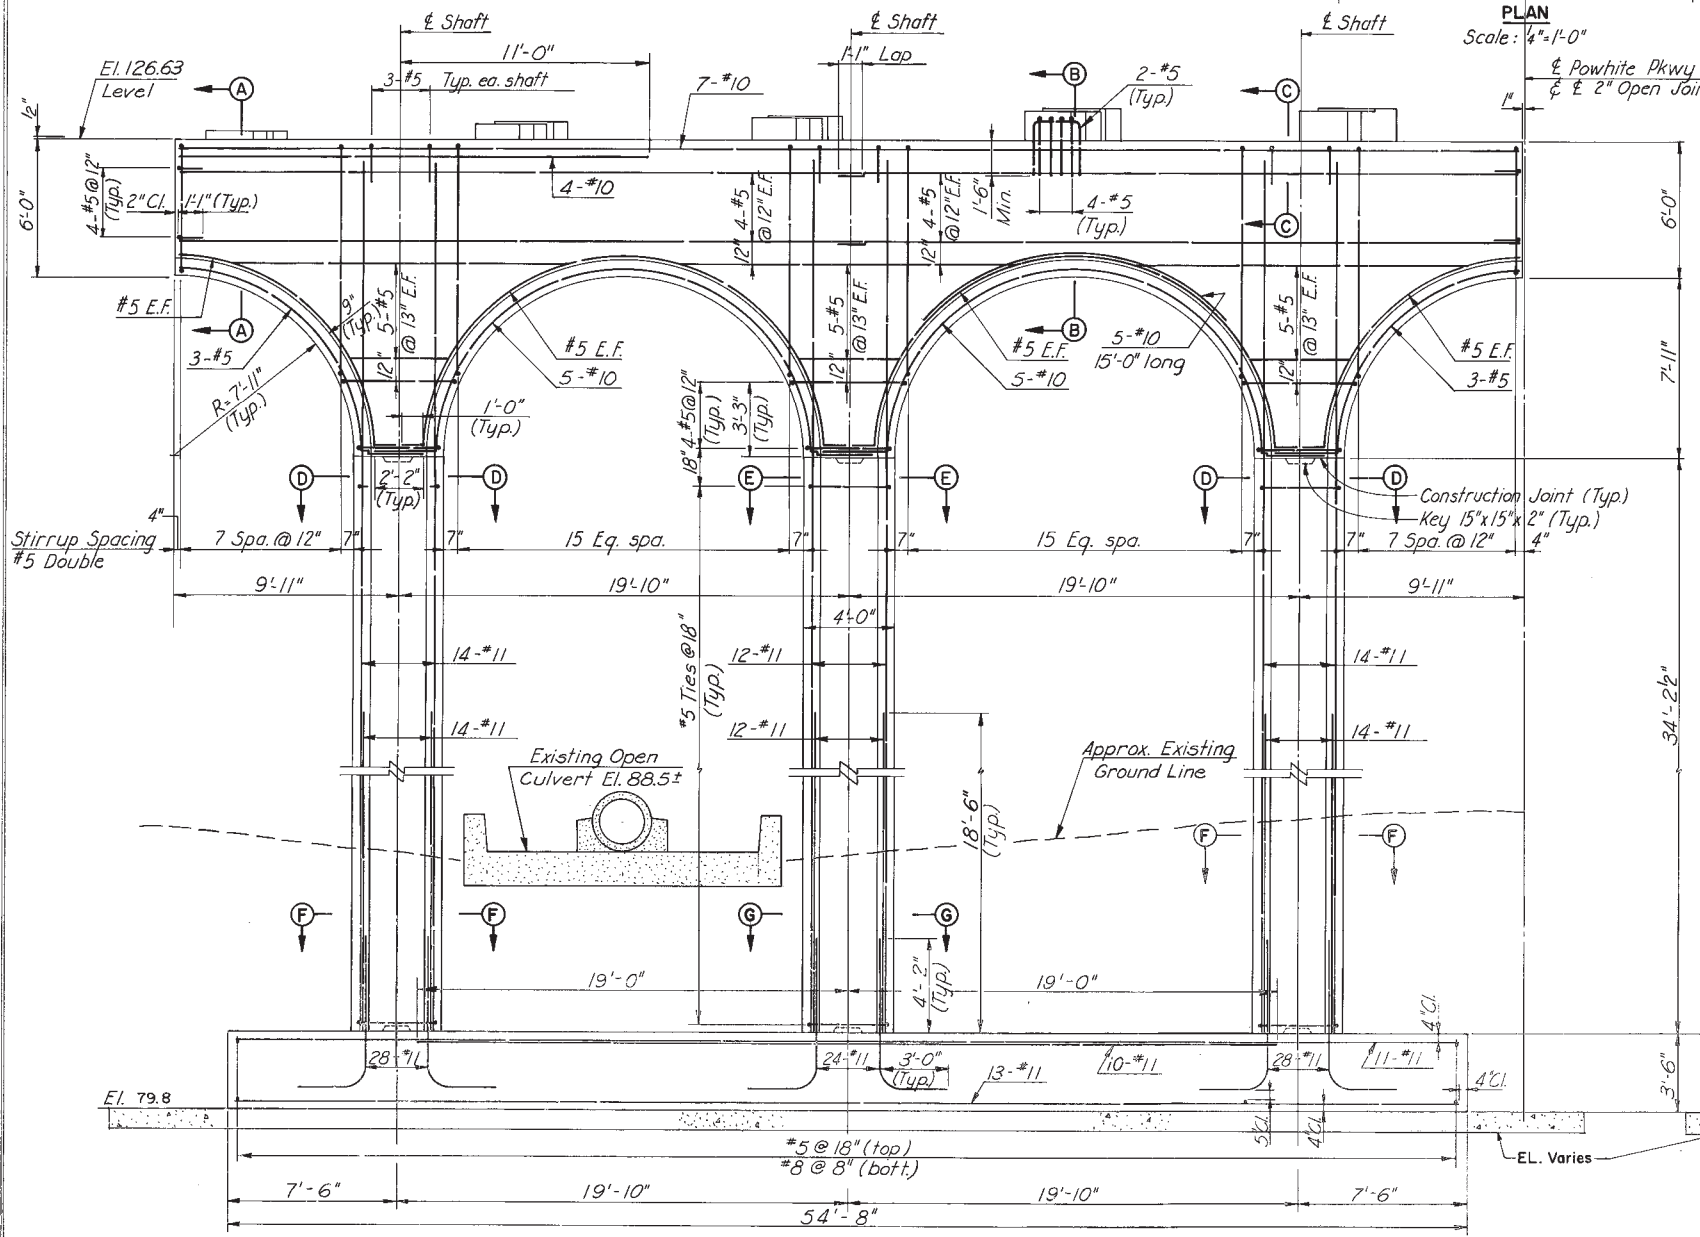 PLAN
Scale: 1/4"=1'-0"
℄ Shaft
℄ Shaft
℄ Shaft
11'-0"
1'-1" Lap
El. 126.63
Level
3-#5 Typ. ea. shaft
7-#10
2-#5
(Typ.)
℄ Powhite Pkwy
℄ 2" Open Join
A
B
C
1/2"
1"
4-#10
6'-0"
4-#5 @ 12"
(Typ.)
2" Cl.
1'-1" (Typ.)
12" 4-#5
@ 12" E.F.
12" 4-#5
@ 12" E.F.
1'-6"
Min.
4-#5
(Typ.)
C
6'-0"
#5 E.F.
A
9"
(Typ.)
12" 5-#5
@ 13" E.F.
12" 5-#5
@ 13" E.F.
B
12" 5-#5
@ 13" E.F.
3-#5
R=7'-11"
(Typ.)
#5 E.F.
5-#10
#5 E.F.
5-#10
5-#10
15'-0" long
#5 E.F.
3-#5
7'-11"
1'-0"
(Typ.)
18" 4-#5 @ 12"
(Typ.)
3'-3"
(Typ.)
D
2'-2"
(Typ.)
D
E
E
D
D
Construction Joint (Typ.)
Key 15"x15"x2" (Typ.)
Stirrup Spacing
#5 Double
4"
7 Spa. @ 12"
7"
7"
15 Eq. spa.
7"
7"
15 Eq. spa.
7"
7"
7 Spa. @ 12"
4"
9'-11"
19'-10"
19'-10"
9'-11"
4'-0"
14-#11
12-#11
14-#11
#5 Ties @ 18"
(Typ.)
14-#11
12-#11
14-#11
34'-2 1/2"
Existing Open
Culvert El. 88.5±
Approx. Existing
Ground Line
18'-6"
(Typ.)
F
F
F
F
G
G
19'-0"
19'-0"
4'-2"
(Typ.)
4" Cl.
28-#11
24-#11
3'-0"
(Typ.)
13-#11
10-#11
28-#11
11-#11
4" Cl.
3'-6"
El. 79.8
5" Cl.
4" Cl.
#5 @ 18" (top)
#8 @ 8" (bott.)
EL. Varies
7'-6"
19'-10"
19'-10"
7'-6"
54'-8"